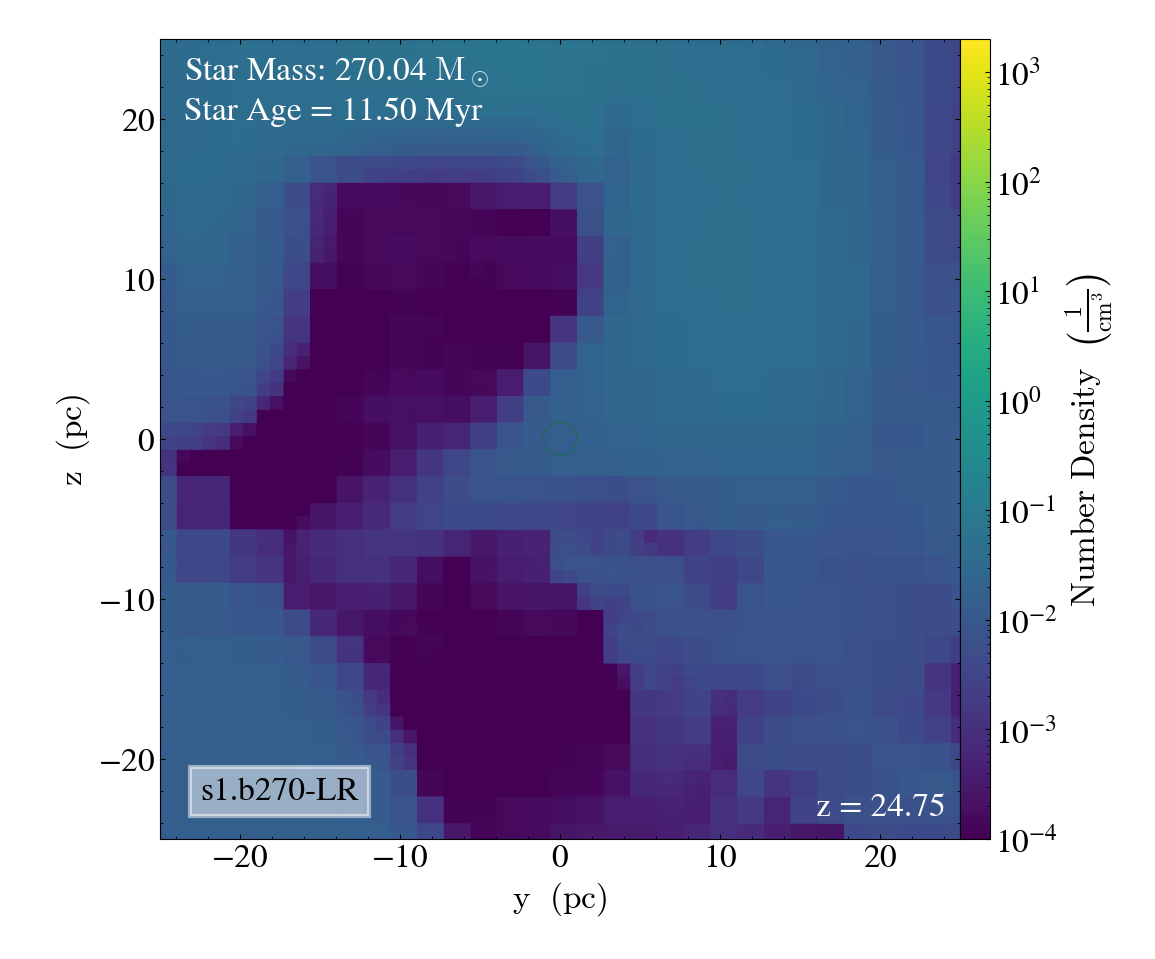 Star Mass: 270.04 M⊙
Star Age = 11.50 Myr
20
10
0
−10
−20
z (pc)
s1.b270-LR
z = 24.75
−20 −10 0 10 20
y (pc)
10³
10²
10¹
10⁰
10⁻¹
10⁻²
10⁻³
10⁻⁴
Number Density (1/cm³)